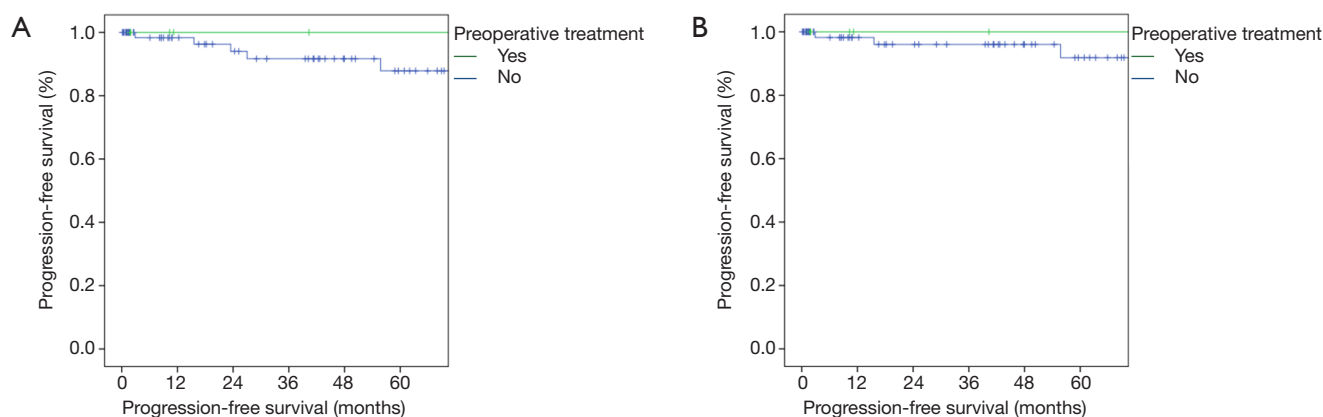 A
Progression-free survival (%)
1.0
0.8
0.6
0.4
0.2
0.0
0 12 24 36 48 60
Progression-free survival (months)
Preoperative treatment
Yes
No
B
Progression-free survival (%)
1.0
0.8
0.6
0.4
0.2
0.0
0 12 24 36 48 60
Progression-free survival (months)
Preoperative treatment
Yes
No